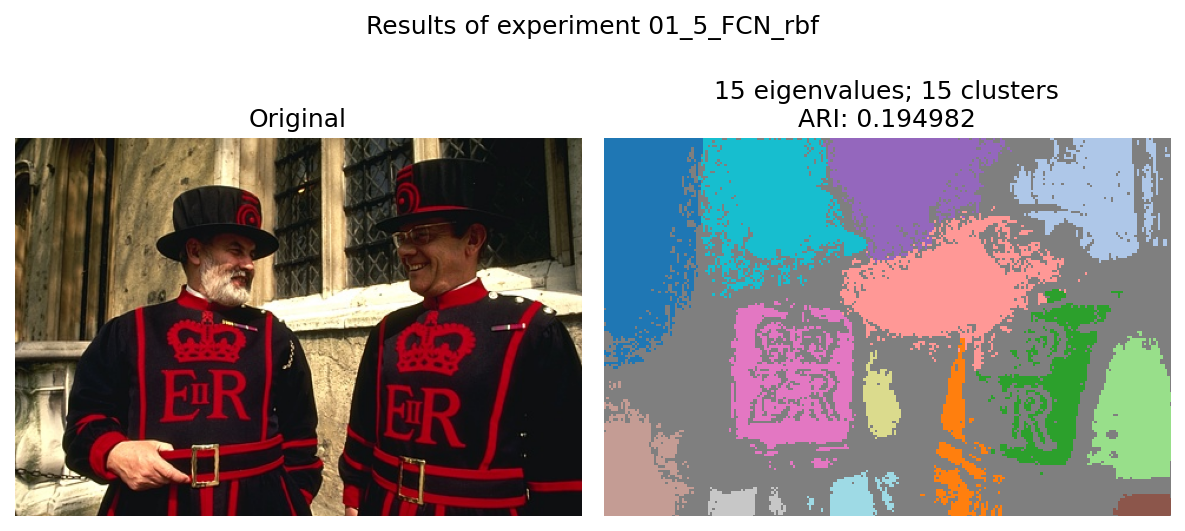 Results of experiment 01_5_FCN_rbf
Original
15 eigenvalues; 15 clusters
ARI: 0.194982
EIIR
EIIR
R